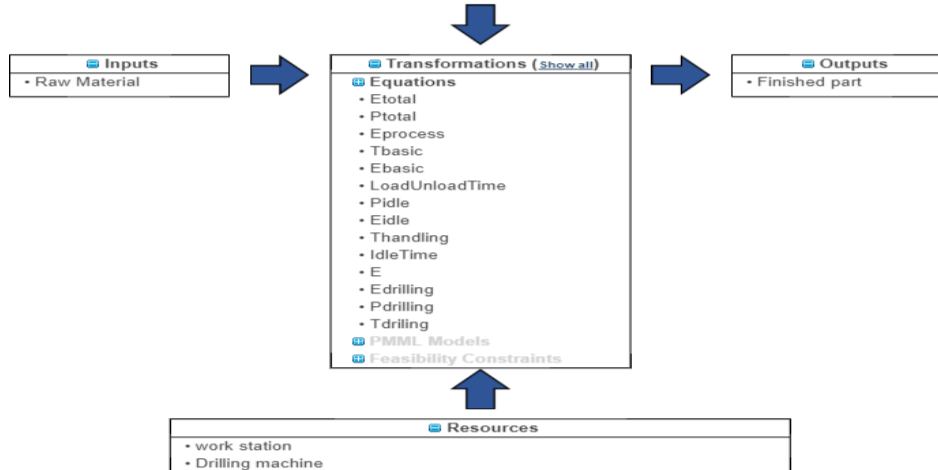 Inputs
• Raw Material
Transformations (Show all)
Equations
• Etotal
• Ptotal
• Eprocess
• Tbasic
• Ebasic
• LoadUnloadTime
• Pidle
• Eidle
• Thandling
• IdleTime
• E
• Edrilling
• Pdrilling
• Tdriling
PMML Models
Feasibility Constraints
Outputs
• Finished part
Resources
• work station
• Drilling machine